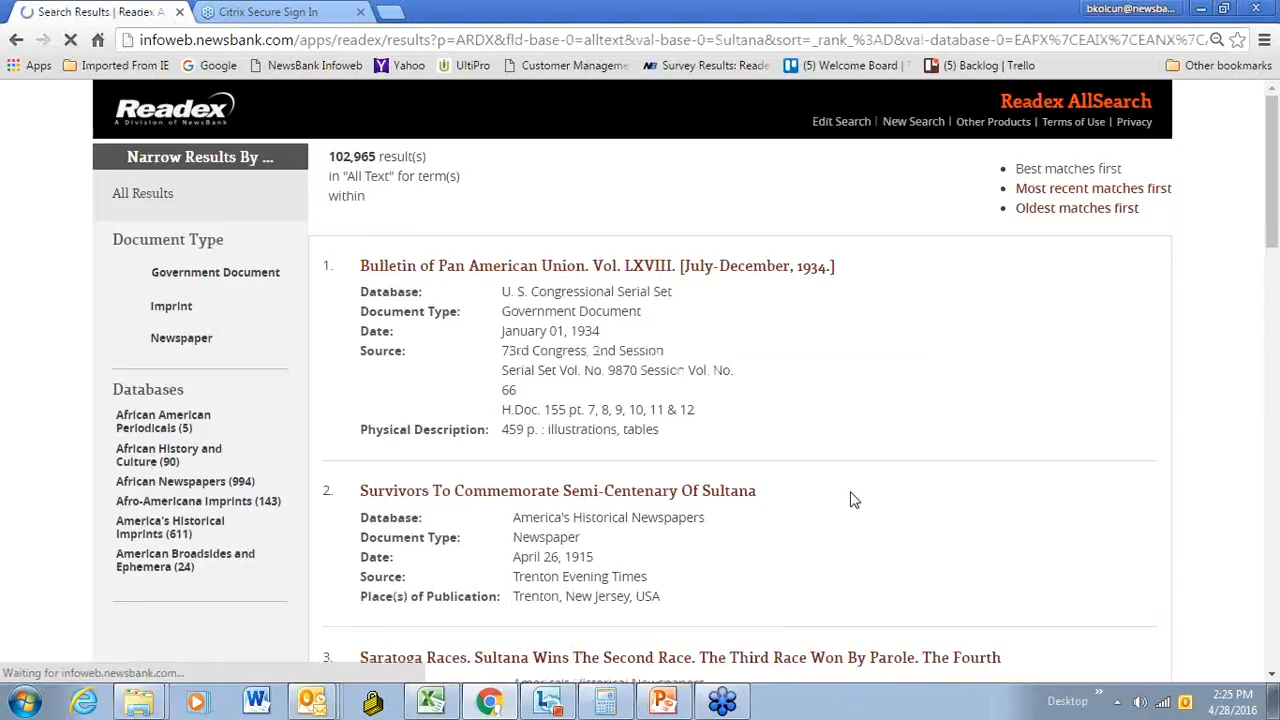 Search Results | Readex A
Citrix Secure Sign In
bkolcun@newsba...
infoweb.newsbank.com/apps/readex/results?p=ARDX&fld-base-0=alltext&val-base-0=Sultana&sort=_rank_%3AD&val-database-0=EAPX%7CEAIX%7CEANX%7C.
Apps
Imported From IE
Google
NewsBank Infoweb
Yahoo
UltiPro
Customer Manageme
Survey Results: Reade
(5) Welcome Board | T
(5) Backlog | Trello
Other bookmarks
Readex
A Division of NewsBank
Readex AllSearch
Edit Search | New Search | Other Products | Terms of Use | Privacy
Narrow Results By ...
All Results
Document Type
Government Document
Imprint
Newspaper
Databases
African American
Periodicals (5)
African History and
Culture (90)
African Newspapers (994)
Afro-Americana Imprints (143)
America's Historical
Imprints (611)
American Broadsides and
Ephemera (24)
102,965 result(s)
in "All Text" for term(s)
within
Best matches first
Most recent matches first
Oldest matches first
1. Bulletin of Pan American Union. Vol. LXVIII. [July-December, 1934.]
Database: U. S. Congressional Serial Set
Document Type: Government Document
Date: January 01, 1934
Source: 73rd Congress, 2nd Session
Serial Set Vol. No. 9870 Session Vol. No.
66
H.Doc. 155 pt. 7, 8, 9, 10, 11 & 12
Physical Description: 459 p. : illustrations, tables
2. Survivors To Commemorate Semi-Centenary Of Sultana
Database: America's Historical Newspapers
Document Type: Newspaper
Date: April 26, 1915
Source: Trenton Evening Times
Place(s) of Publication: Trenton, New Jersey, USA
3. Saratoga Races. Sultana Wins The Second Race. The Third Race Won By Parole. The Fourth
Waiting for infoweb.newsbank.com...
Desktop
2:25 PM
4/28/2016